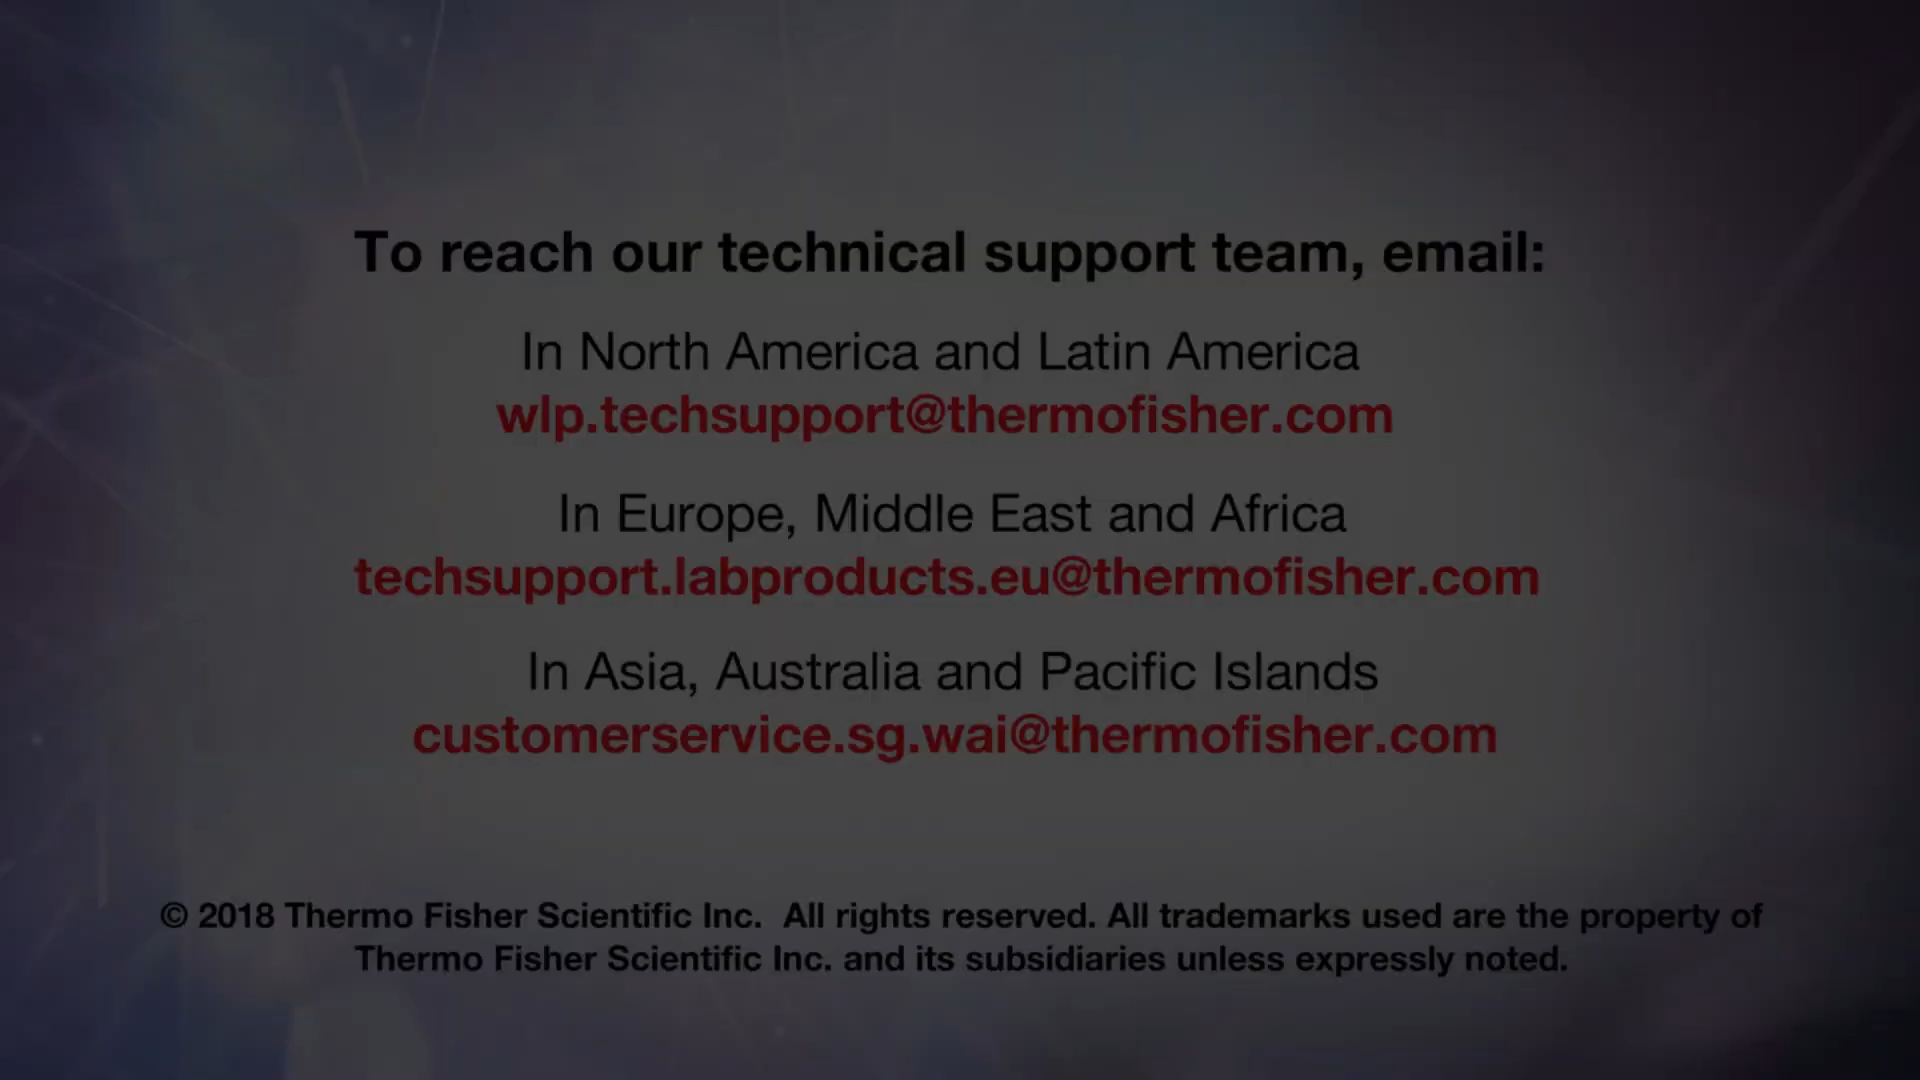 To reach our technical support team, email:
In North America and Latin America
wlp.techsupport@thermofisher.com
In Europe, Middle East and Africa
techsupport.labproducts.eu@thermofisher.com
In Asia, Australia and Pacific Islands
customerservice.sg.wai@thermofisher.com
© 2018 Thermo Fisher Scientific Inc.  All rights reserved. All trademarks used are the property of
Thermo Fisher Scientific Inc. and its subsidiaries unless expressly noted.